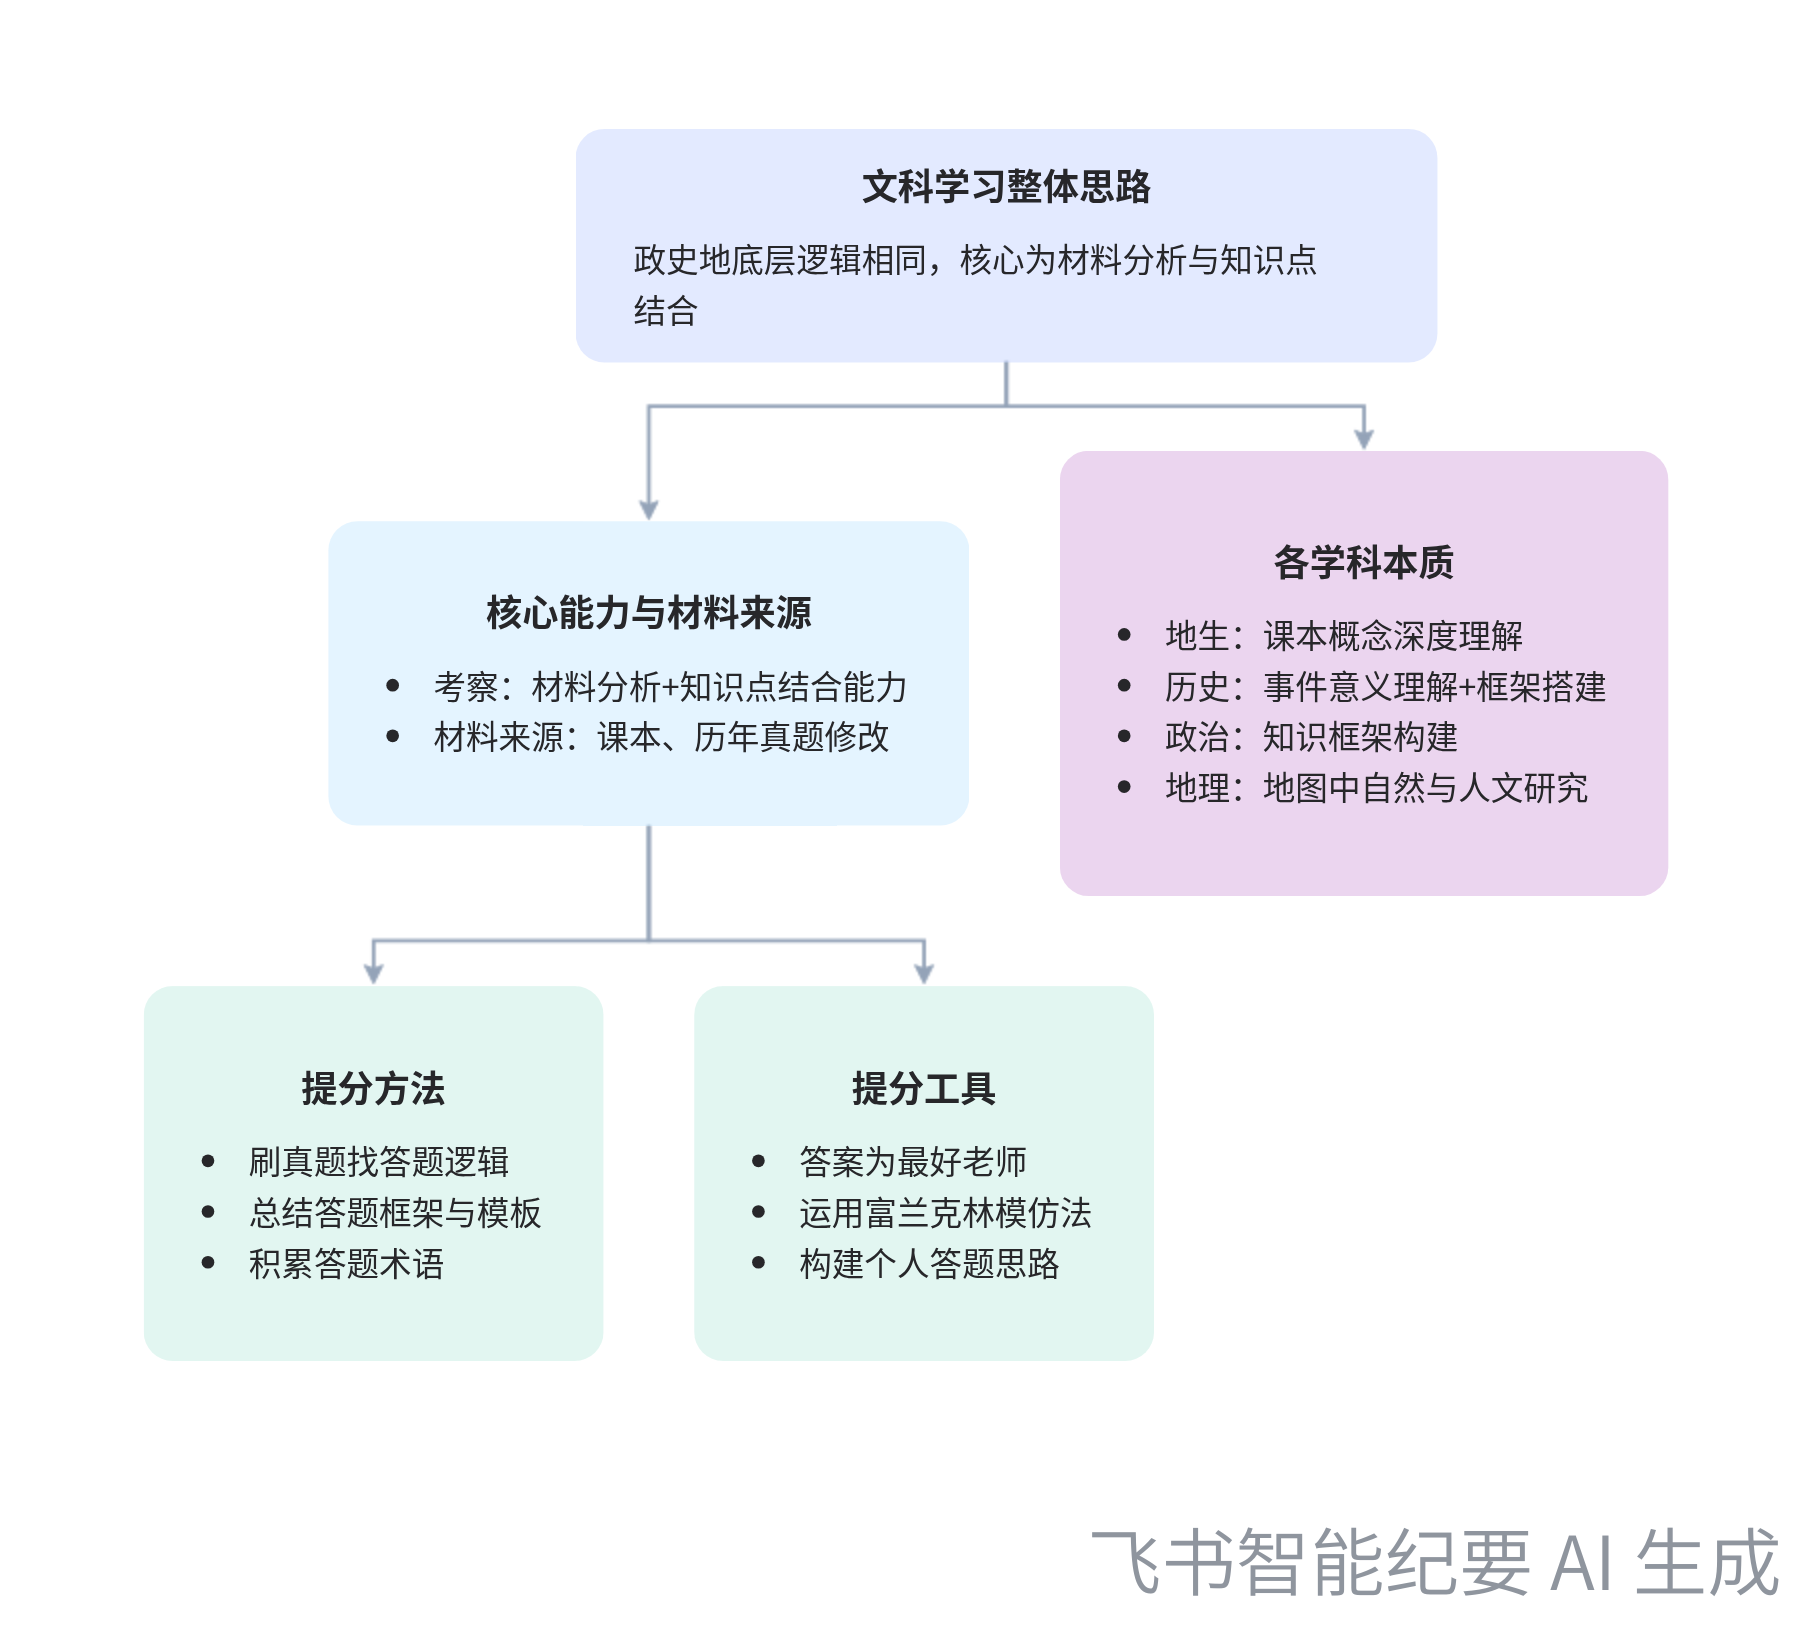 文科学习整体思路
政史地底层逻辑相同，核心为材料分析与知识点
结合
核心能力与材料来源
• 考察：材料分析+知识点结合能力
• 材料来源：课本、历年真题修改
各学科本质
• 地生：课本概念深度理解
• 历史：事件意义理解+框架搭建
• 政治：知识框架构建
• 地理：地图中自然与人文研究
提分方法
• 刷真题找答题逻辑
• 总结答题框架与模板
• 积累答题术语
提分工具
• 答案为最好老师
• 运用富兰克林模仿法
• 构建个人答题思路
飞书智能纪要 AI 生成